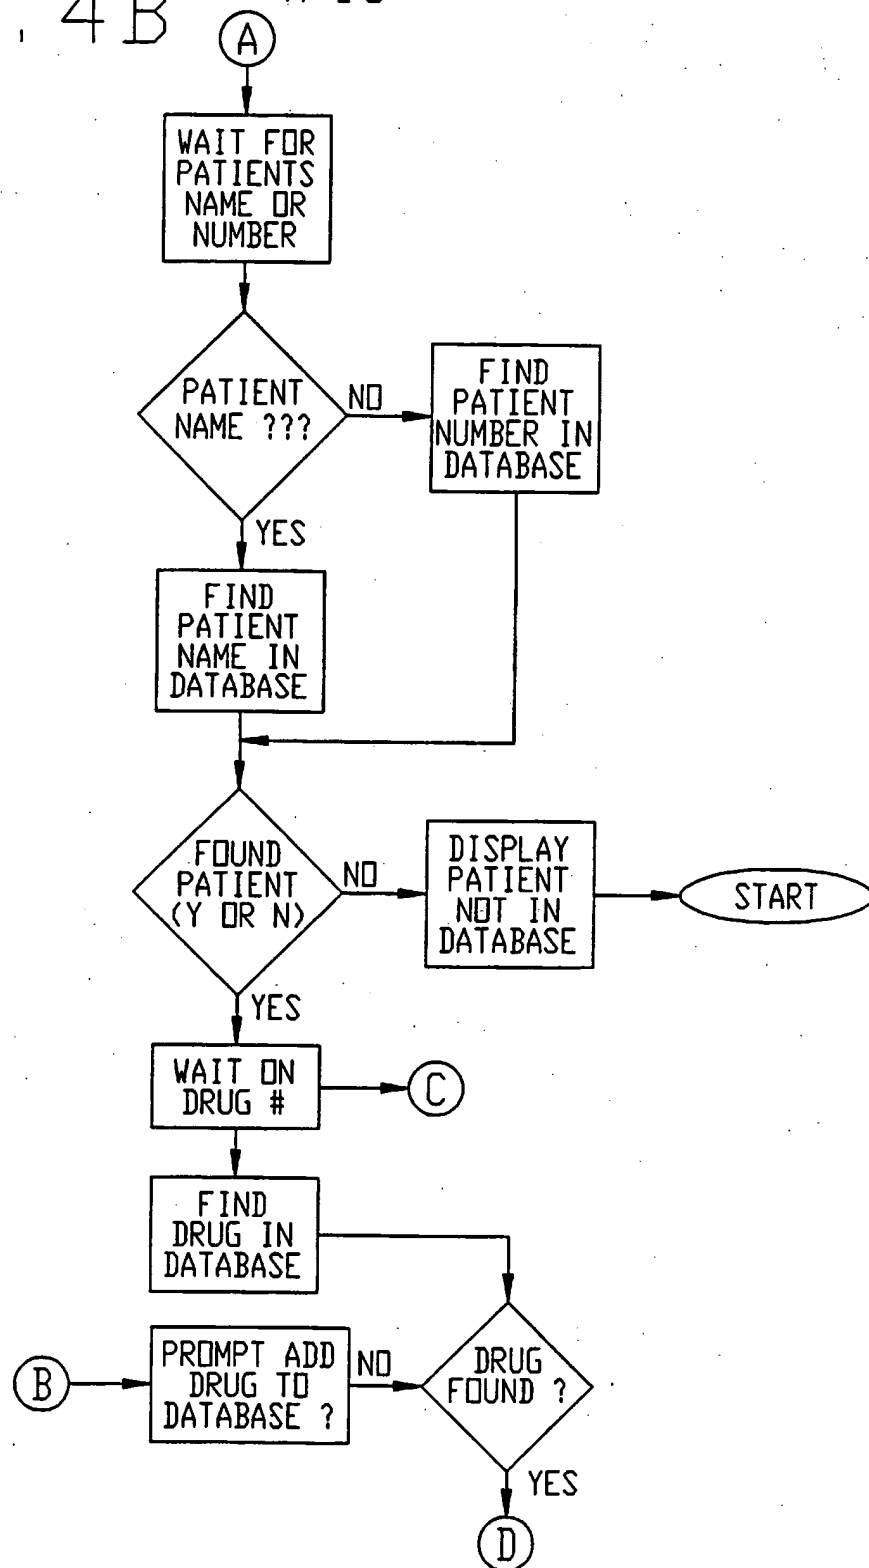 . 4B
A
WAIT FOR
PATIENTS
NAME OR
NUMBER
PATIENT
NAME ???
NO
FIND
PATIENT
NUMBER IN
DATABASE
YES
FIND
PATIENT
NAME IN
DATABASE
FOUND
PATIENT
(Y OR N)
NO
DISPLAY
PATIENT
NOT IN
DATABASE
START
YES
WAIT ON
DRUG #
C
FIND
DRUG IN
DATABASE
B
PROMPT ADD
DRUG TO
DATABASE ?
NO
DRUG
FOUND ?
YES
D